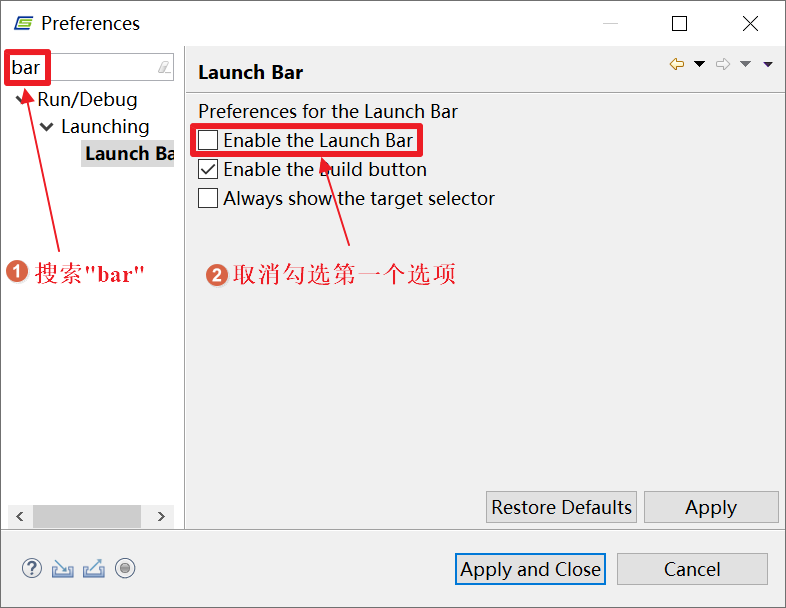 Preferences
bar
Run/Debug
Launching
Launch Ba
① 搜索"bar"
Launch Bar
Preferences for the Launch Bar
Enable the Launch Bar
Enable the Build button
Always show the target selector
② 取消勾选第一个选项
Restore Defaults
Apply
Apply and Close
Cancel